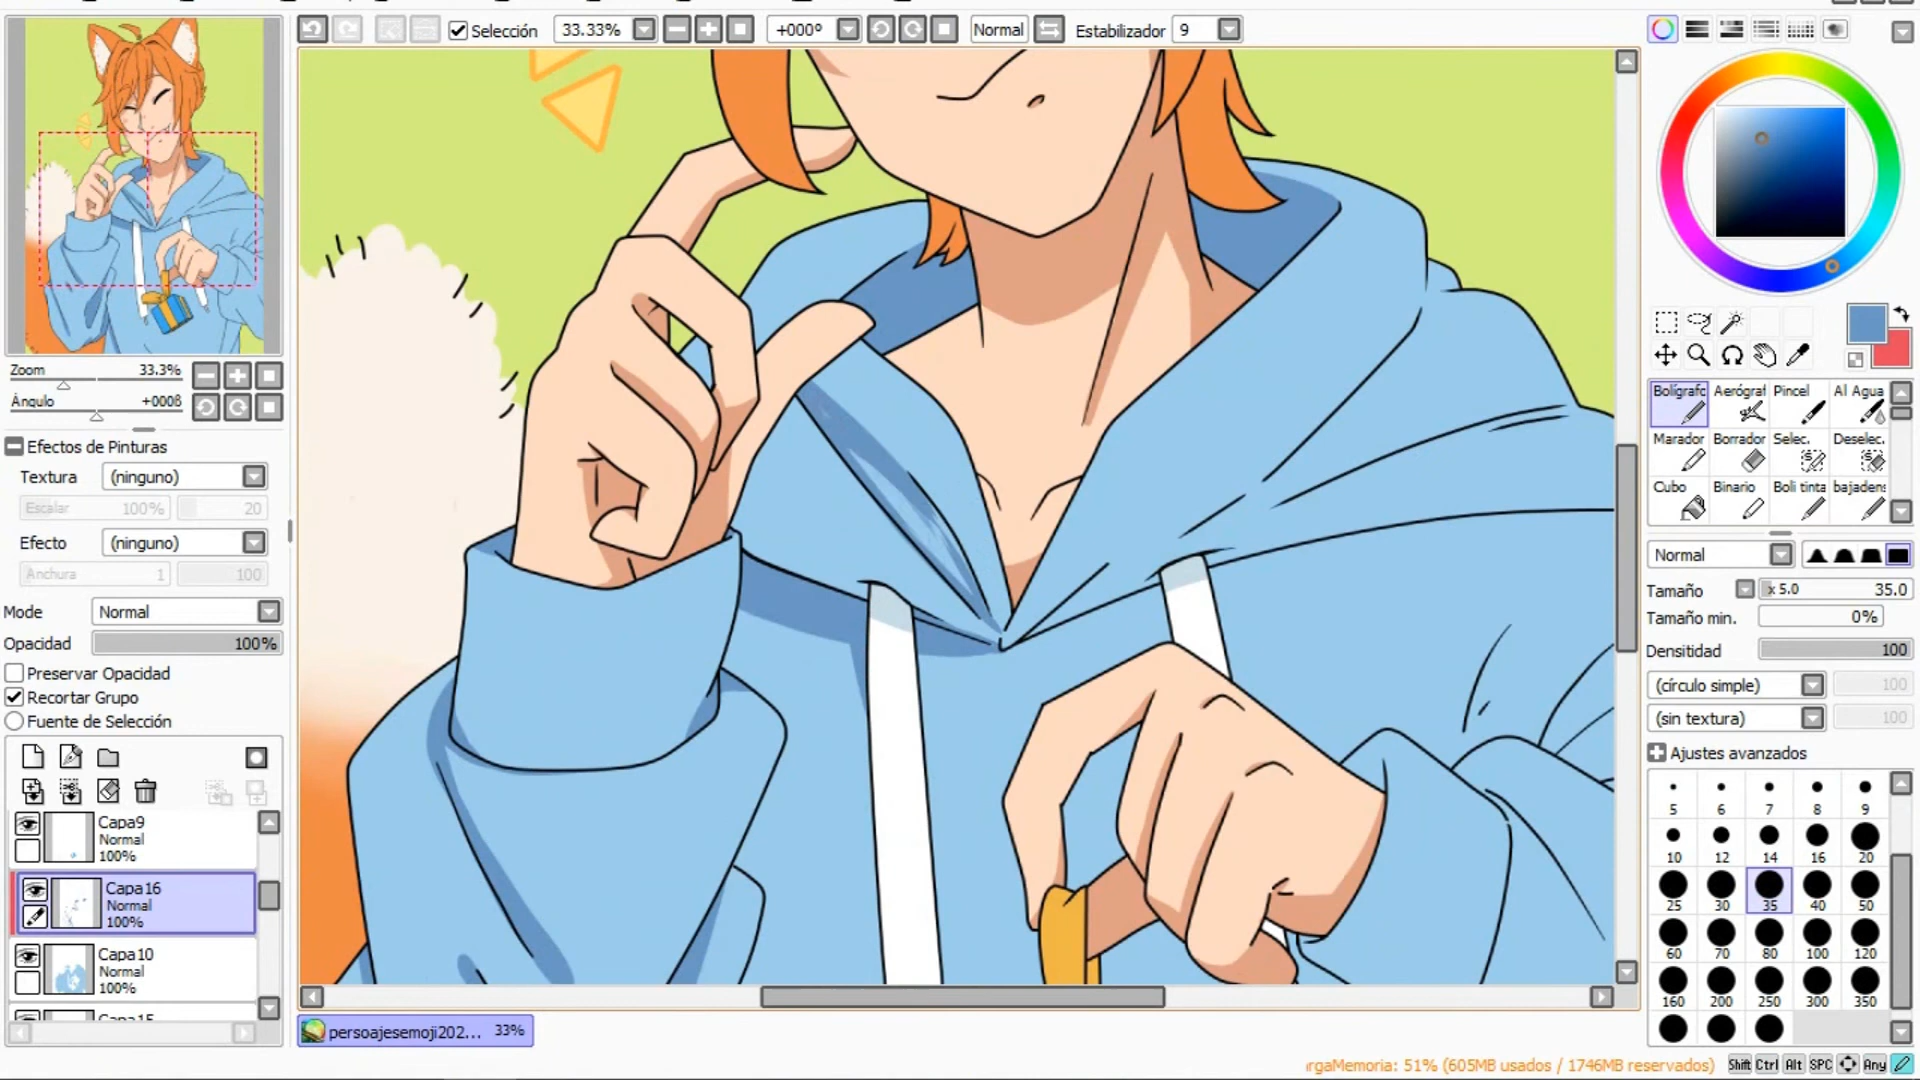 Selección
33.33%
+000º
Normal
Estabilizador
9
Zoom
33.3%
Ángulo
+000ß
Efectos de Pinturas
Textura
(ninguno)
Escalar
100%
20
Efecto
(ninguno)
Anchura
1
100
Mode
Normal
Opacidad
100%
Preservar Opacidad
Recortar Grupo
Fuente de Selección
Capa9
Normal
100%
Capa16
Normal
100%
Capa10
Normal
100%
Capa15
persoajesemoji202...
33%
Bolígrafc Aerógraf Pincel Al Agua
Marador Borrador Selec. Deselec.
Cubo Binario Boli tinta bajadens
Normal
Tamaño
x 5.0
35.0
Tamaño min.
0%
Densitidad
100
(círculo simple)
100
(sin textura)
100
Ajustes avanzados
5 6 7 8 9
10 12 14 16 20
25 30 35 40 50
60 70 80 100 120
160 200 250 300 350
rgaMemoria: 51% (605MB usados / 1746MB reservados)
Shift Ctrl Alt SPC Any